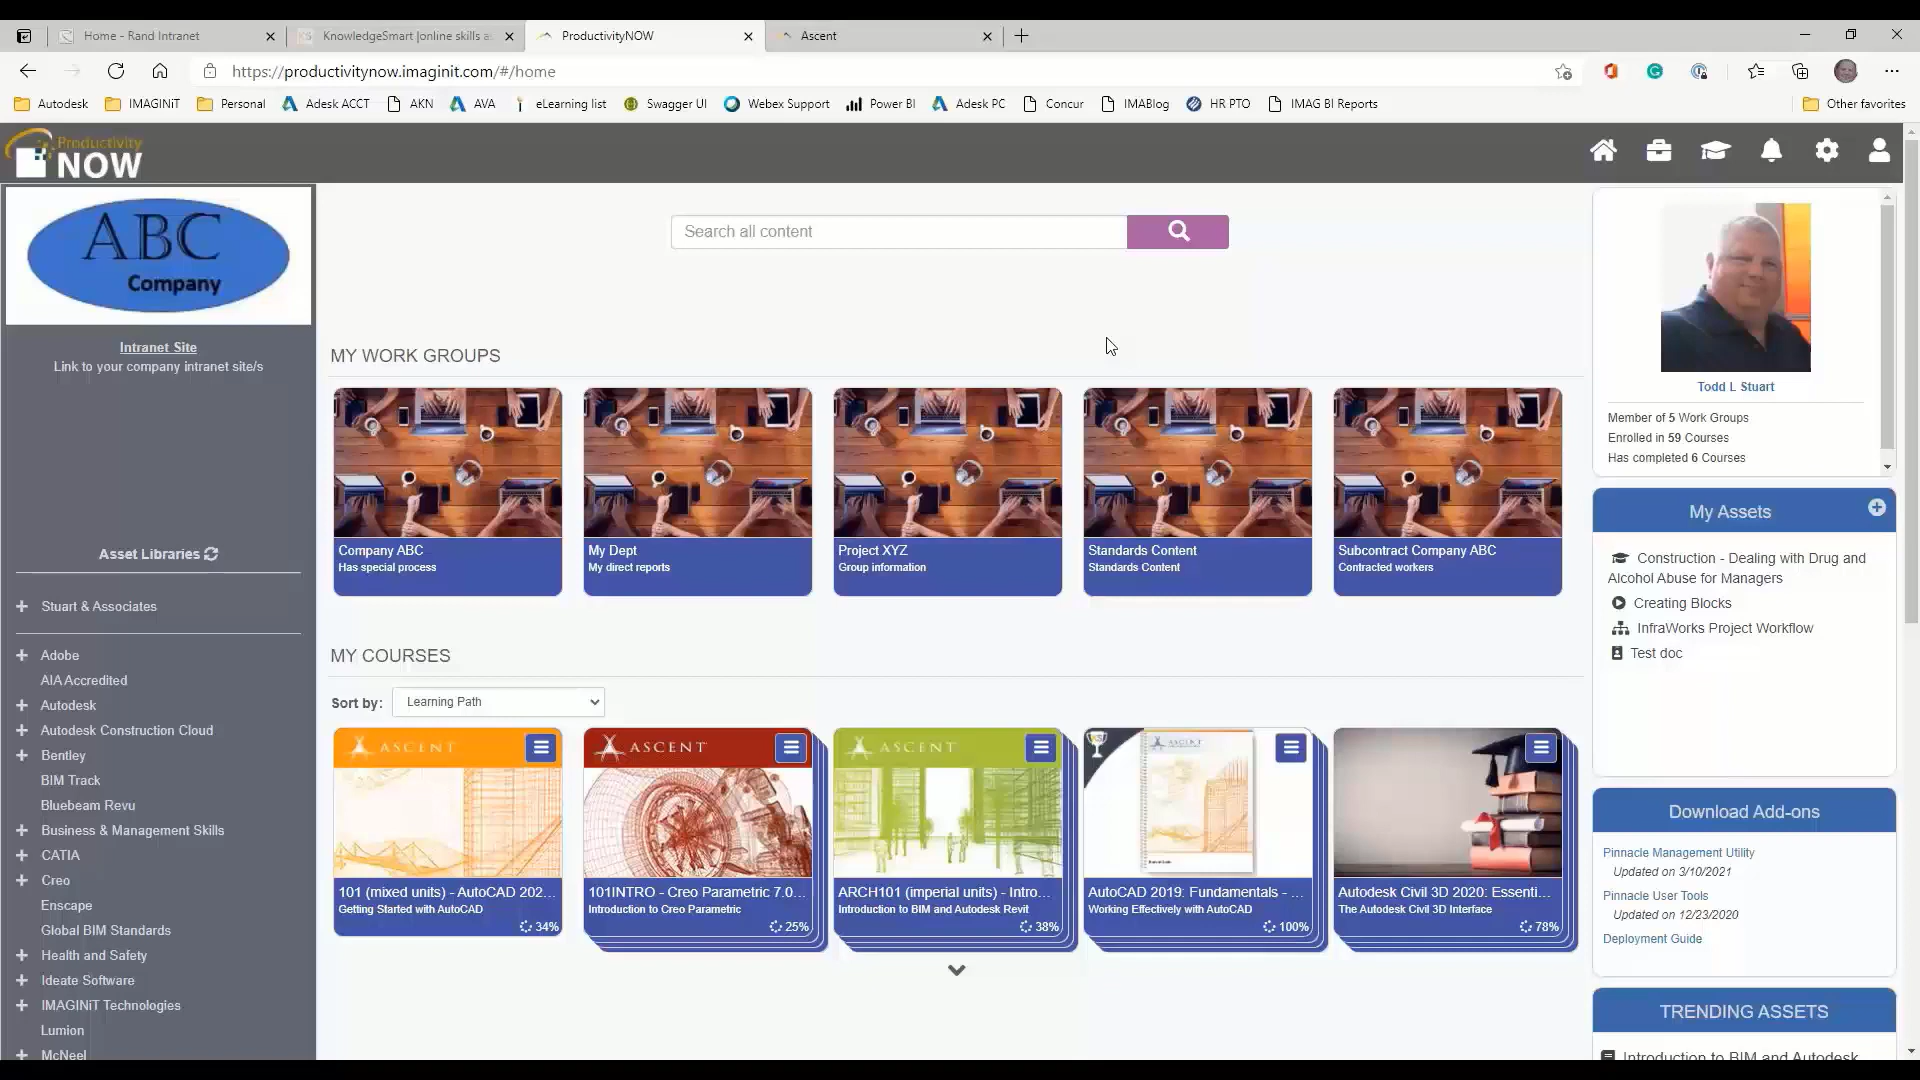 Home - Rand Intranet
KnowledgeSmart |online skills as
ProductivityNOW
Ascent
https://productivitynow.imaginit.com/#/home
Autodesk
IMAGINiT
Personal
Adesk ACCT
AKN
AVA
eLearning list
Swagger UI
Webex Support
Power BI
Adesk PC
Concur
IMABlog
HR PTO
IMAG BI Reports
Other favorites
Productivity
NOW
ABC
Company
Intranet Site
Link to your company intranet site/s
Asset Libraries
Stuart & Associates
Adobe
AIA Accredited
Autodesk
Autodesk Construction Cloud
Bentley
BIM Track
Bluebeam Revu
Business & Management Skills
CATIA
Creo
Enscape
Global BIM Standards
Health and Safety
Ideate Software
IMAGINiT Technologies
Lumion
McNeel
Search all content
MY WORK GROUPS
Company ABC
Has special process
My Dept
My direct reports
Project XYZ
Group information
Standards Content
Standards Content
Subcontract Company ABC
Contracted workers
MY COURSES
Sort by: Learning Path
ASCENT
101 (mixed units) - AutoCAD 202...
Getting Started with AutoCAD
34%
ASCENT
101INTRO - Creo Parametric 7.0...
Introduction to Creo Parametric
25%
ASCENT
ARCH101 (imperial units) - Intro...
Introduction to BIM and Autodesk Revit
38%
ASCENT
AutoCAD 2019: Fundamentals - ...
Working Effectively with AutoCAD
100%
Autodesk Civil 3D 2020: Essenti...
The Autodesk Civil 3D Interface
78%
Todd L Stuart
Member of 5 Work Groups
Enrolled in 59 Courses
Has completed 6 Courses
My Assets
Construction - Dealing with Drug and
Alcohol Abuse for Managers
Creating Blocks
InfraWorks Project Workflow
Test doc
Download Add-ons
Pinnacle Management Utility
Updated on 3/10/2021
Pinnacle User Tools
Updated on 12/23/2020
Deployment Guide
TRENDING ASSETS
Introduction to BIM and Autodesk